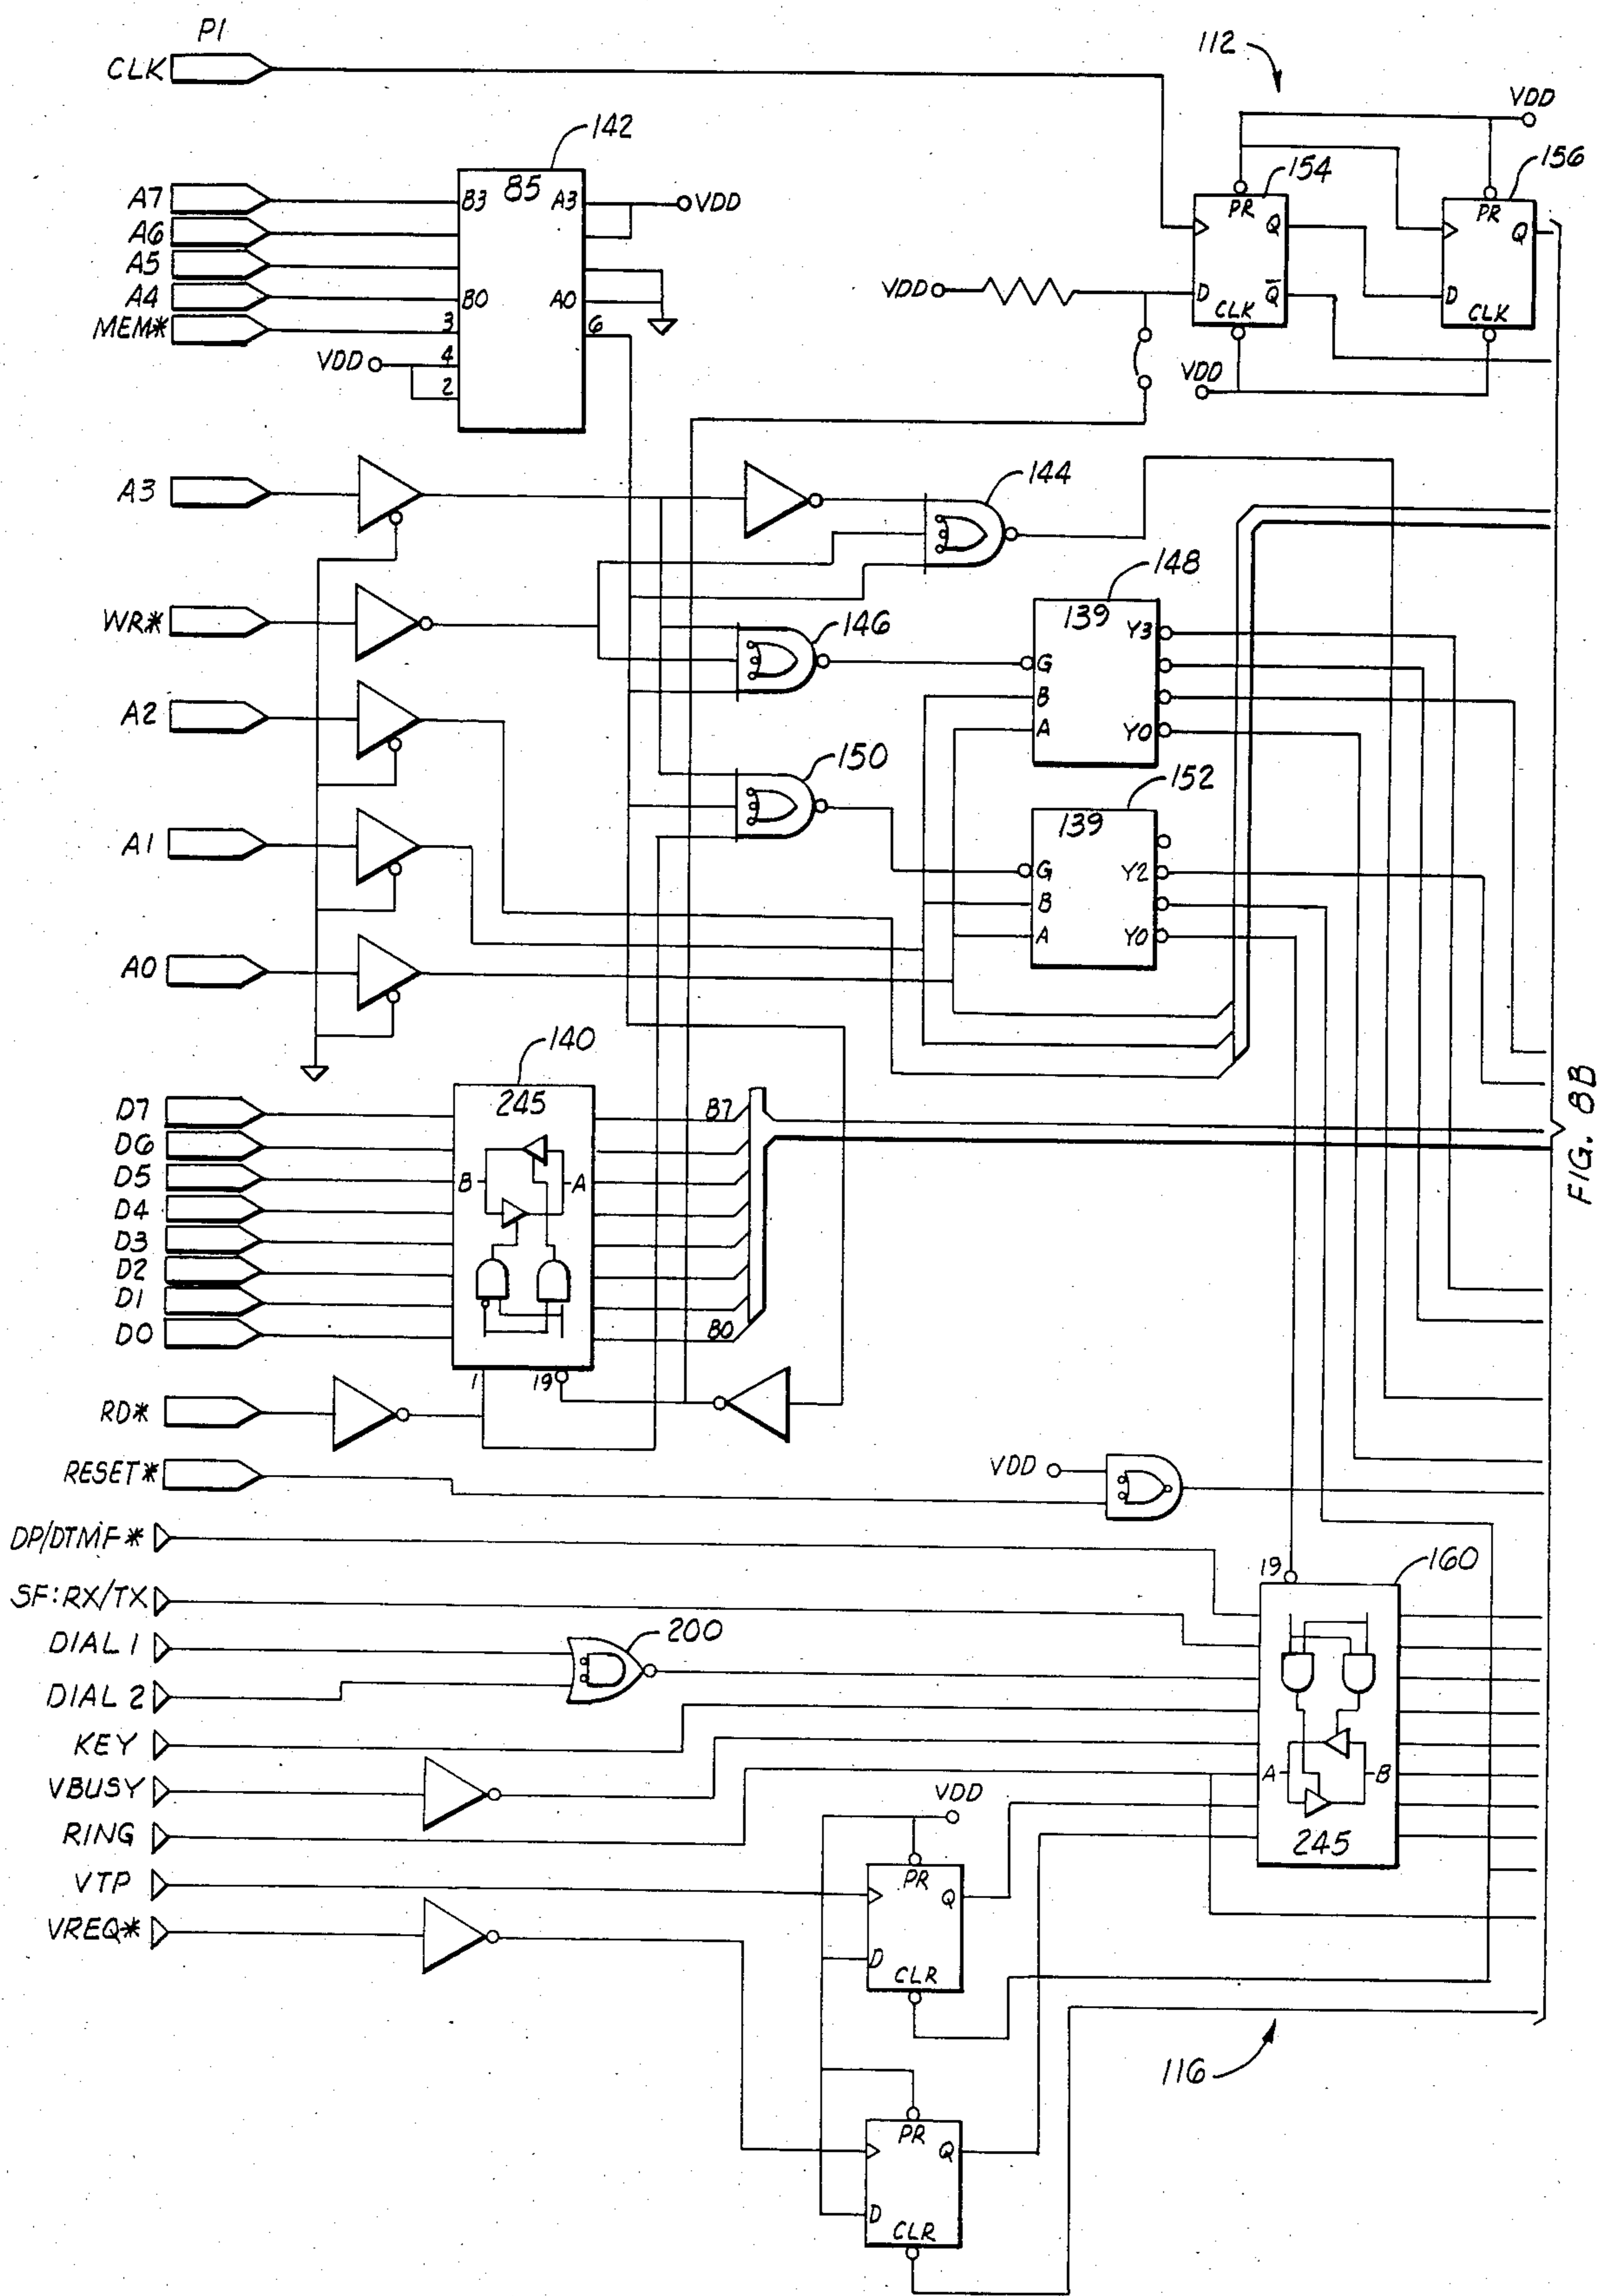 P1
CLK
112
VDD
142
154
156
A7
A6
A5
A4
MEM*
B3
85
A3
VDD
B0
A0
3
6
VDD
4
2
PR
Q
D
Q̅
CLK
PR
Q
D
CLK
VDD
VDD
A3
144
WR*
146
148
139
Y3
G
B
A
Y0
A2
150
152
139
G
Y2
B
A
Y0
A1
A0
140
245
D7
D6
D5
D4
D3
D2
D1
D0
B7
B
A
B0
1
19
RD*
RESET*
VDD
FIG. 8B
DP/DTMF*
SF:RX/TX
DIAL 1
DIAL 2
200
KEY
VBUSY
RING
VTP
VREQ*
19
160
A
B
245
VDD
PR
Q
D
CLR
116
PR
Q
D
CLR